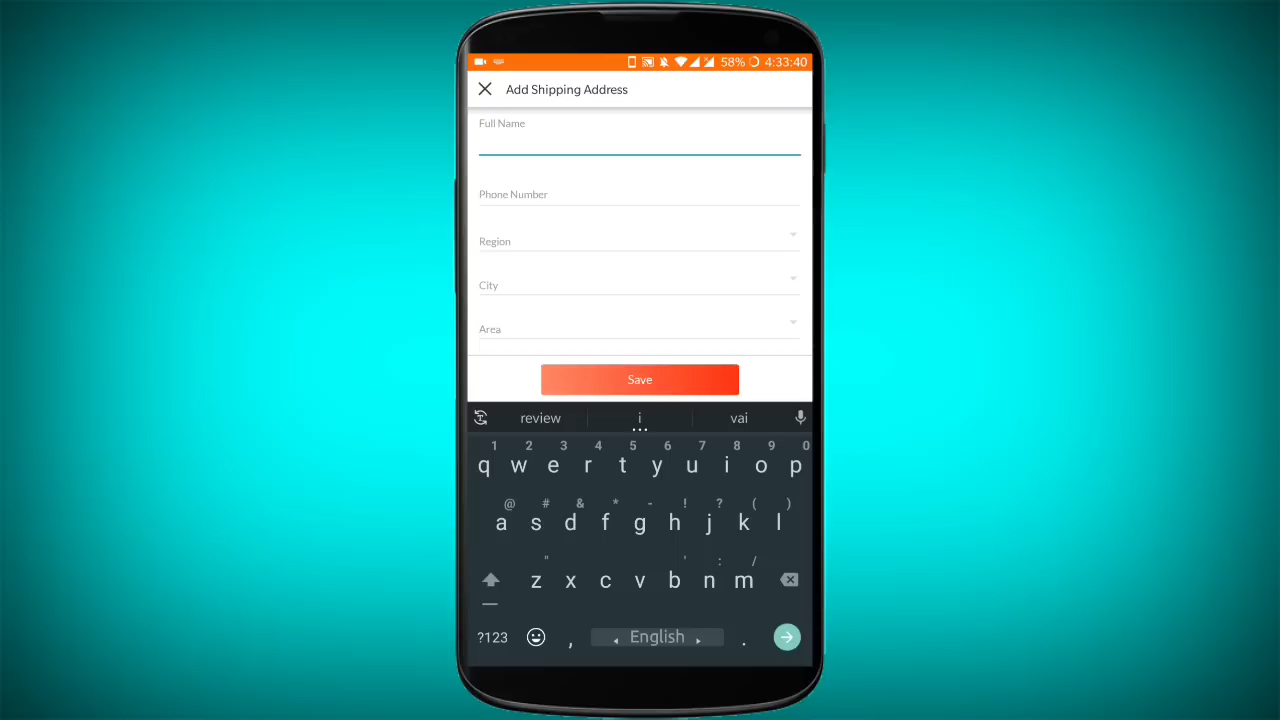 58% 4:33:40
Add Shipping Address
Full Name
Phone Number
Region
City
Area
Save
review i vai
1 2 3 4 5 6 7 8 9 0
q w e r t y u i o p
@ # & * - ! ? ( )
a s d f g h j k l
" ' : /
z x c v b n m
?123 , English .